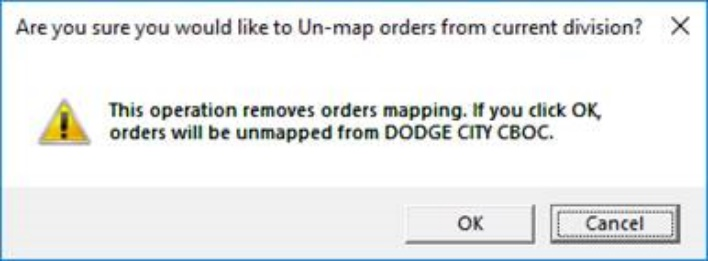 Are you sure you would like to Un-map orders from current division?
This operation removes orders mapping. If you click OK,
orders will be unmapped from DODGE CITY CBOC.
OK
Cancel